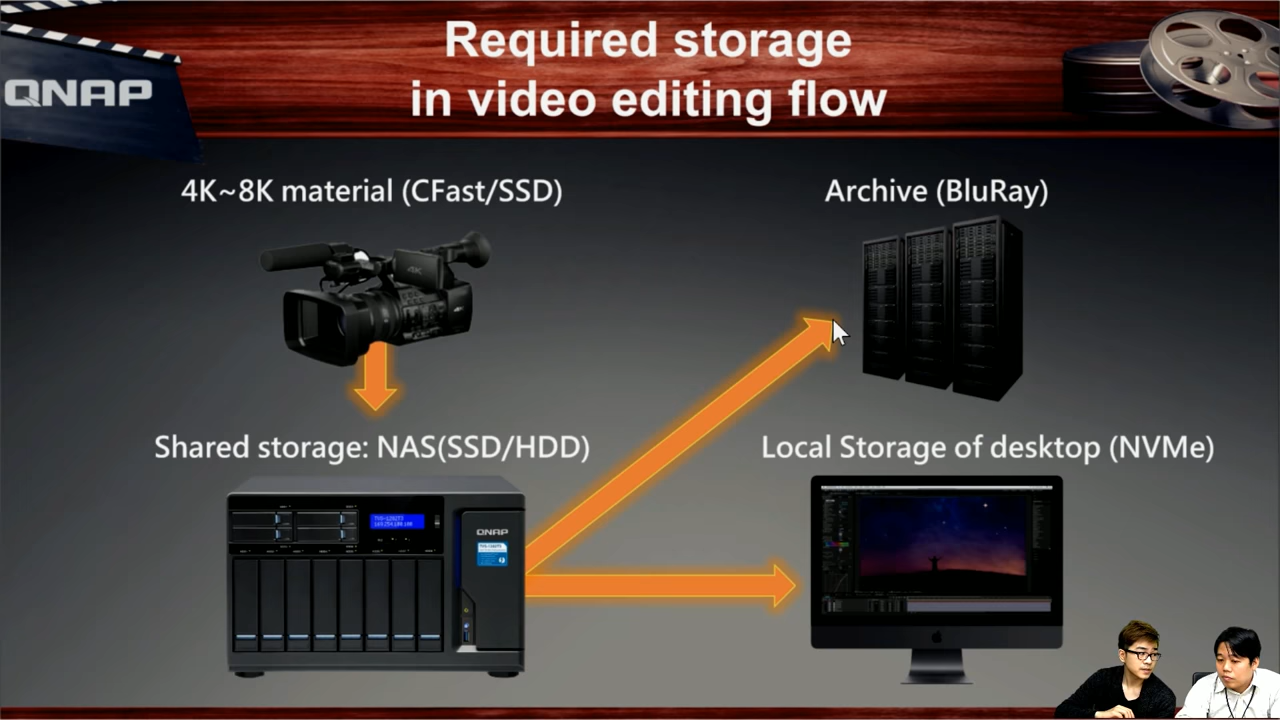 Required storage
in video editing flow
QNAP
4K~8K material (CFast/SSD)
Archive (BluRay)
4K
Shared storage: NAS(SSD/HDD)
Local Storage of desktop (NVMe)
QNAP